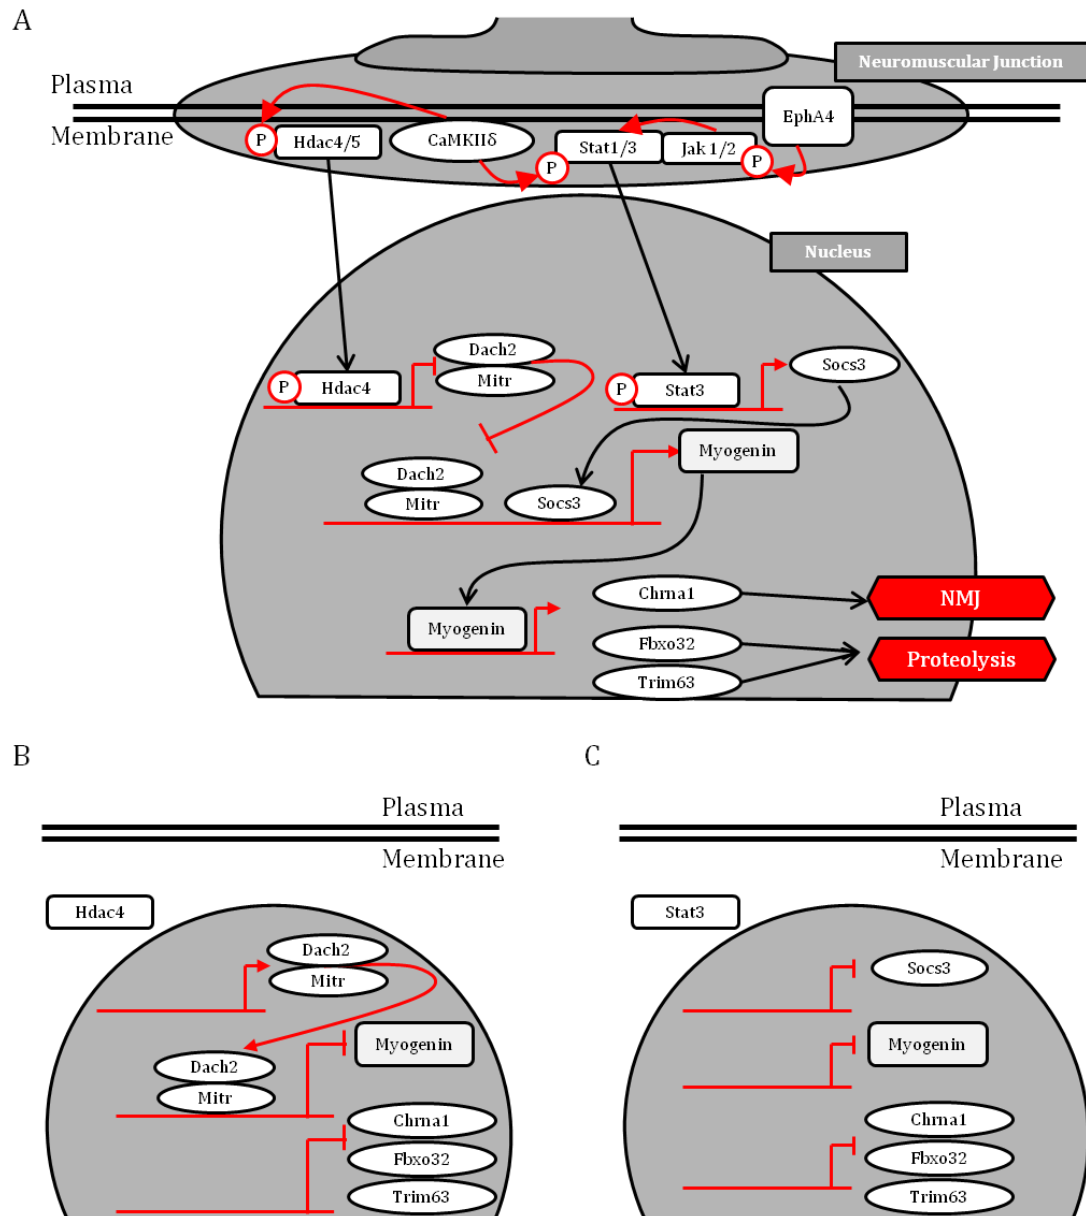 A
Neuromuscular Junction
Plasma
Membrane
EphA4
P
Hdac4/5
CaMKIIδ
P
Stat1/3
Jak 1/2
P
Nucleus
Dach2
Mitr
Socs3
P
Hdac4
P
Stat3
Myogenin
Dach2
Mitr
Socs3
Chrna1
NMJ
Myogenin
Fbxo32
Proteolysis
Trim63
B
Plasma
Membrane
Hdac4
Dach2
Mitr
Myogenin
Dach2
Mitr
Chrna1
Fbxo32
Trim63
C
Plasma
Membrane
Stat3
Socs3
Myogenin
Chrna1
Fbxo32
Trim63